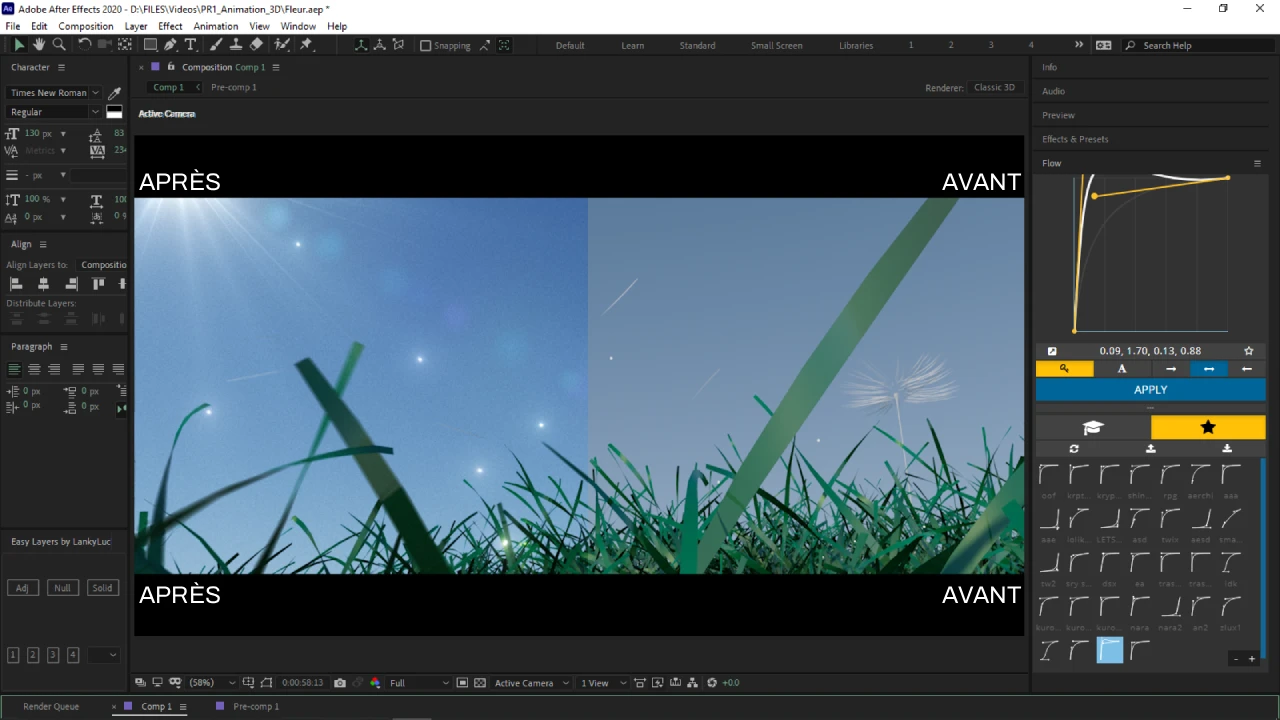 Adobe After Effects 2020 - D:\FILES\Videos\PR1_Animation_3D\Fleur.aep *
File Edit Composition Layer Effect Animation View Window Help
Snapping Default Learn Standard Small Screen Libraries 1 2 3 4 Search Help
Character
Times New Roman
Regular
130 px 83
Metrics 234
- px
100 % 100
0 px 0 %
Align
Align Layers to: Compositio
Distribute Layers:
Paragraph
0 px 0 px
0 px 0 px
Easy Layers by LankyLuc
Adj Null Solid
1 2 3 4
Composition Comp 1
Comp 1 Pre-comp 1
Renderer: Classic 3D
Active Camera
APRÈS AVANT
APRÈS AVANT
(58%) 0:00:58:13 Full Active Camera 1 View +0.0
Info
Audio
Preview
Effects & Presets
Flow
0.09, 1.70, 0.13, 0.88
A
APPLY
oof krpt... kryp... shin... rpg aerchi aaa
aae LETS... asd twix aesd sma...
sw2 sry s... dsx ea tras... tras... idk
kuro... kuro... kuro... nara nara2 an2 clux1
- +
Render Queue Comp 1 Pre-comp 1